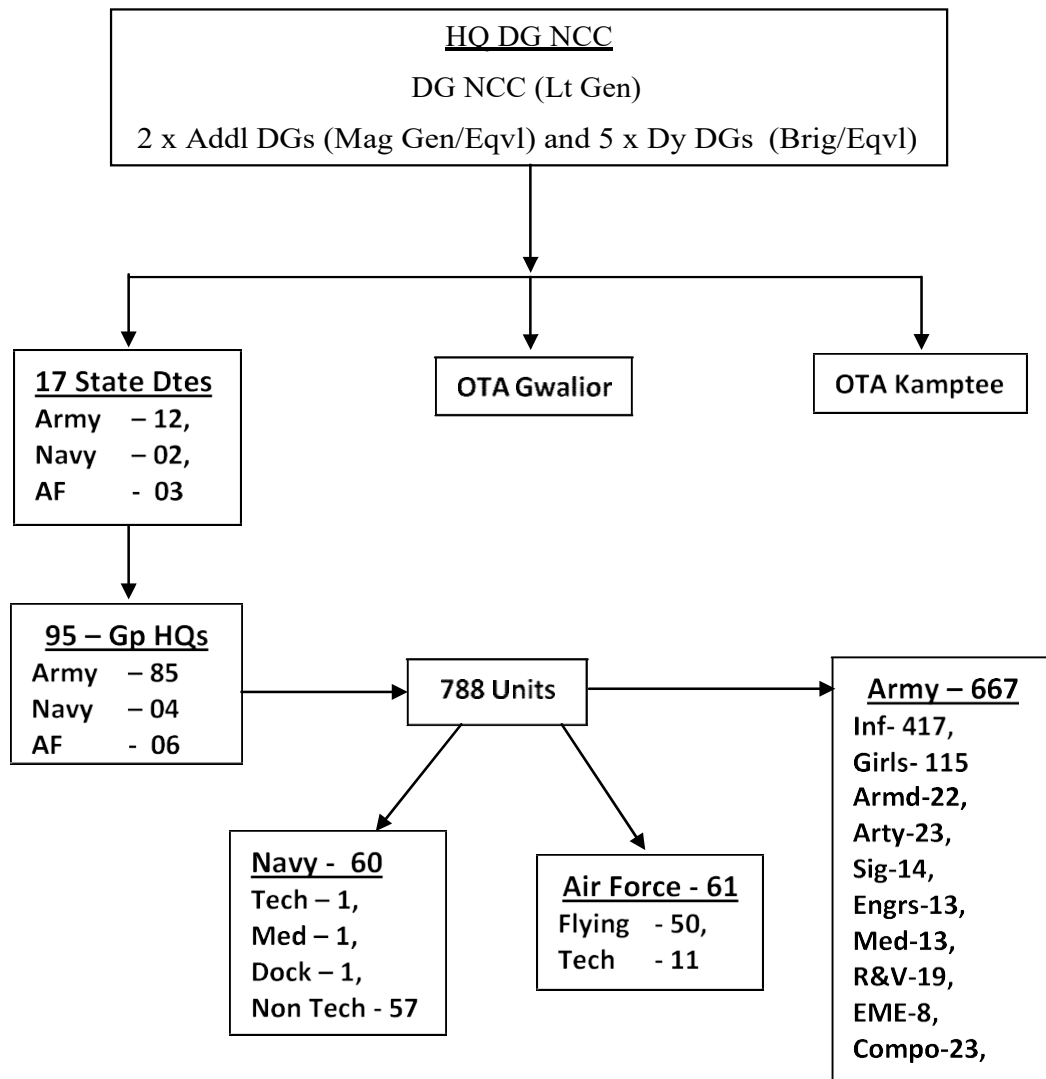 HQ DG NCC
DG NCC (Lt Gen)
2 x Addl DGs (Mag Gen/Eqvl) and 5 x Dy DGs (Brig/Eqvl)
17 State Dtes
Army – 12,
Navy – 02,
AF - 03
OTA Gwalior
OTA Kamptee
95 – Gp HQs
Army – 85
Navy – 04
AF - 06
788 Units
Army – 667
Inf- 417,
Girls- 115
Armd-22,
Arty-23,
Sig-14,
Engrs-13,
Med-13,
R&V-19,
EME-8,
Compo-23,
Navy - 60
Tech – 1,
Med – 1,
Dock – 1,
Non Tech - 57
Air Force - 61
Flying - 50,
Tech - 11